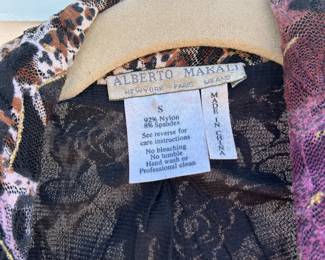 ALBERTO MAKALI
NEW YORK PARIS MILANO
S
92% Nylon
8% Spandex
See reverse for
care instructions
No bleaching
No tumble
Hand wash or
Professional clean
MADE IN
CHINA